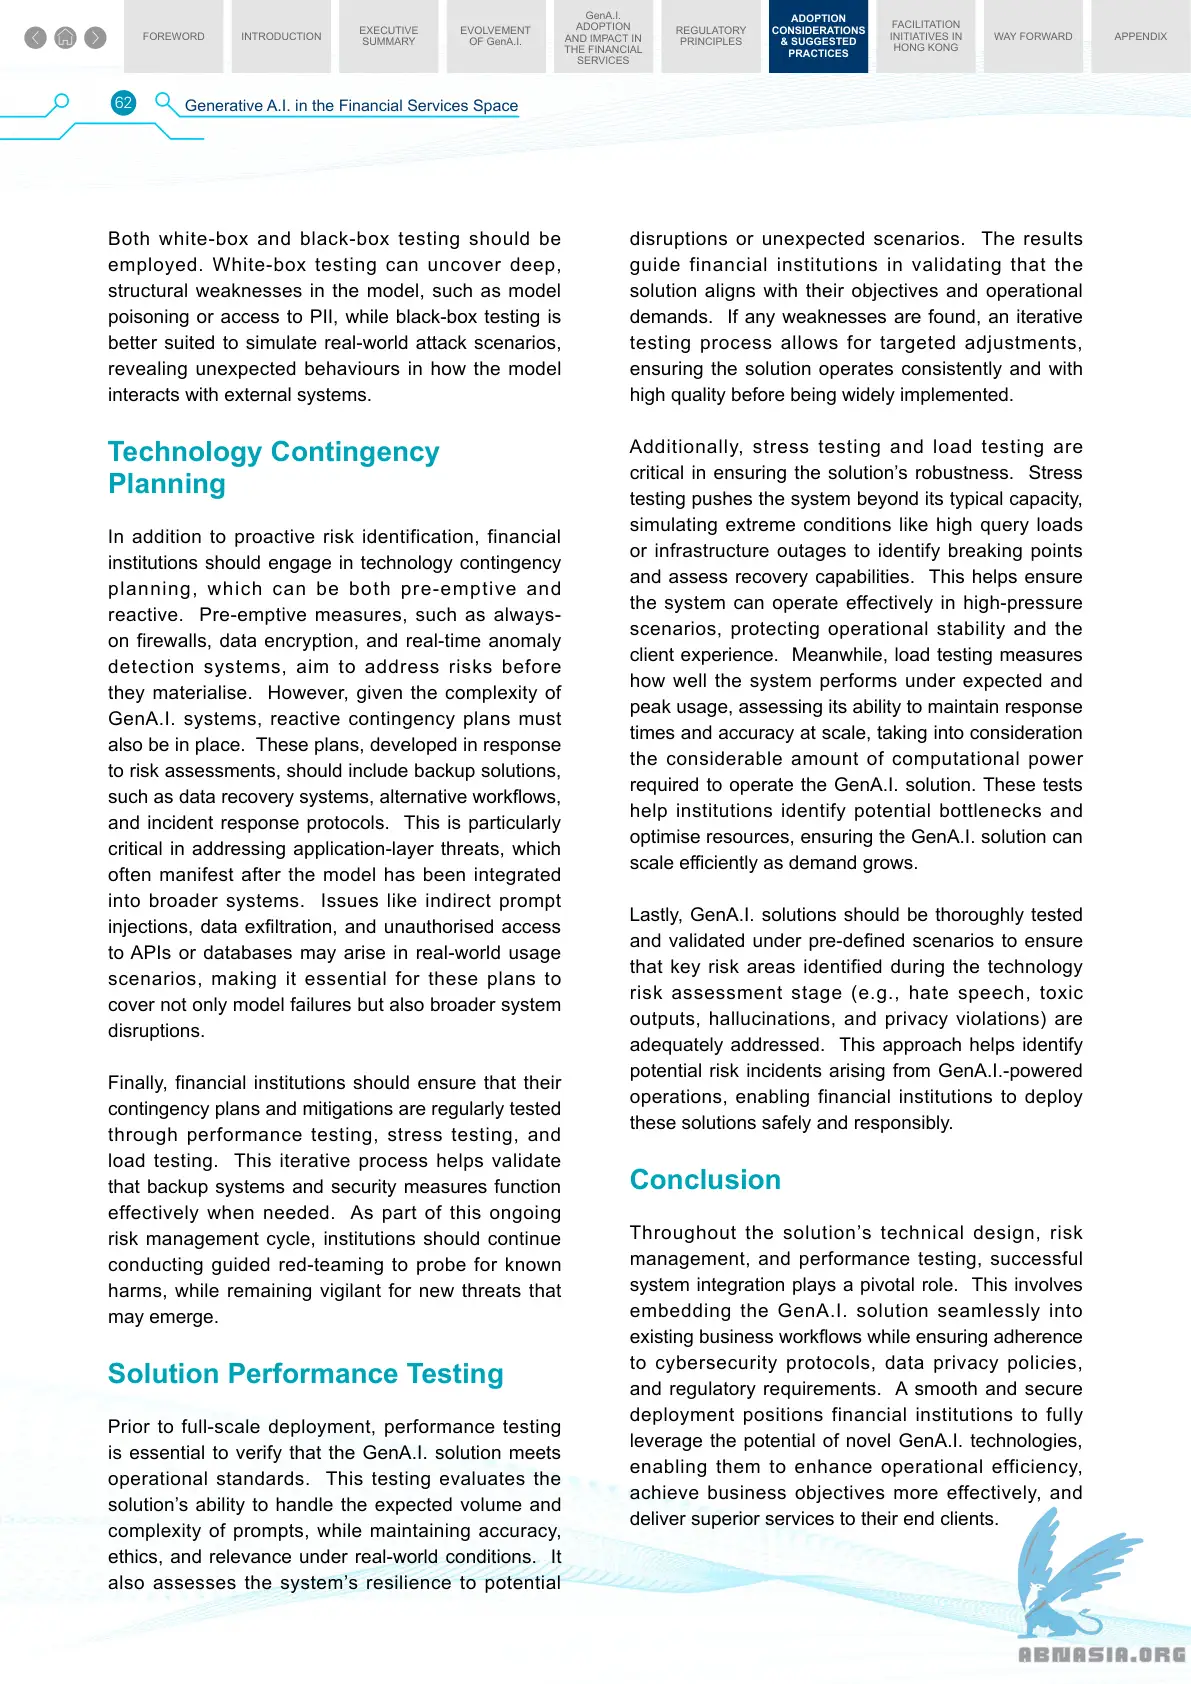 FOREWORD
INTRODUCTION
EXECUTIVE
SUMMARY
EVOLVEMENT
OF GenA.I.
GenA.I.
ADOPTION
AND IMPACT IN
THE FINANCIAL
SERVICES
REGULATORY
PRINCIPLES
ADOPTION
CONSIDERATIONS
& SUGGESTED
PRACTICES
FACILITATION
INITIATIVES IN
HONG KONG
WAY FORWARD
APPENDIX
62
Generative A.I. in the Financial Services Space
Both white-box and black-box testing should be
employed. White-box testing can uncover deep,
structural weaknesses in the model, such as model
poisoning or access to PII, while black-box testing is
better suited to simulate real-world attack scenarios,
revealing unexpected behaviours in how the model
interacts with external systems.
Technology Contingency
Planning
In addition to proactive risk identification, financial
institutions should engage in technology contingency
planning, which can be both pre-emptive and
reactive. Pre-emptive measures, such as always-
on firewalls, data encryption, and real-time anomaly
detection systems, aim to address risks before
they materialise. However, given the complexity of
GenA.I. systems, reactive contingency plans must
also be in place. These plans, developed in response
to risk assessments, should include backup solutions,
such as data recovery systems, alternative workflows,
and incident response protocols. This is particularly
critical in addressing application-layer threats, which
often manifest after the model has been integrated
into broader systems. Issues like indirect prompt
injections, data exfiltration, and unauthorised access
to APIs or databases may arise in real-world usage
scenarios, making it essential for these plans to
cover not only model failures but also broader system
disruptions.
Finally, financial institutions should ensure that their
contingency plans and mitigations are regularly tested
through performance testing, stress testing, and
load testing. This iterative process helps validate
that backup systems and security measures function
effectively when needed. As part of this ongoing
risk management cycle, institutions should continue
conducting guided red-teaming to probe for known
harms, while remaining vigilant for new threats that
may emerge.
Solution Performance Testing
Prior to full-scale deployment, performance testing
is essential to verify that the GenA.I. solution meets
operational standards. This testing evaluates the
solution's ability to handle the expected volume and
complexity of prompts, while maintaining accuracy,
ethics, and relevance under real-world conditions. It
also assesses the system's resilience to potential
disruptions or unexpected scenarios. The results
guide financial institutions in validating that the
solution aligns with their objectives and operational
demands. If any weaknesses are found, an iterative
testing process allows for targeted adjustments,
ensuring the solution operates consistently and with
high quality before being widely implemented.
Additionally, stress testing and load testing are
critical in ensuring the solution's robustness. Stress
testing pushes the system beyond its typical capacity,
simulating extreme conditions like high query loads
or infrastructure outages to identify breaking points
and assess recovery capabilities. This helps ensure
the system can operate effectively in high-pressure
scenarios, protecting operational stability and the
client experience. Meanwhile, load testing measures
how well the system performs under expected and
peak usage, assessing its ability to maintain response
times and accuracy at scale, taking into consideration
the considerable amount of computational power
required to operate the GenA.I. solution. These tests
help institutions identify potential bottlenecks and
optimise resources, ensuring the GenA.I. solution can
scale efficiently as demand grows.
Lastly, GenA.I. solutions should be thoroughly tested
and validated under pre-defined scenarios to ensure
that key risk areas identified during the technology
risk assessment stage (e.g., hate speech, toxic
outputs, hallucinations, and privacy violations) are
adequately addressed. This approach helps identify
potential risk incidents arising from GenA.I.-powered
operations, enabling financial institutions to deploy
these solutions safely and responsibly.
Conclusion
Throughout the solution's technical design, risk
management, and performance testing, successful
system integration plays a pivotal role. This involves
embedding the GenA.I. solution seamlessly into
existing business workflows while ensuring adherence
to cybersecurity protocols, data privacy policies,
and regulatory requirements. A smooth and secure
deployment positions financial institutions to fully
leverage the potential of novel GenA.I. technologies,
enabling them to enhance operational efficiency,
achieve business objectives more effectively, and
deliver superior services to their end clients.
ABNASIA.ORG